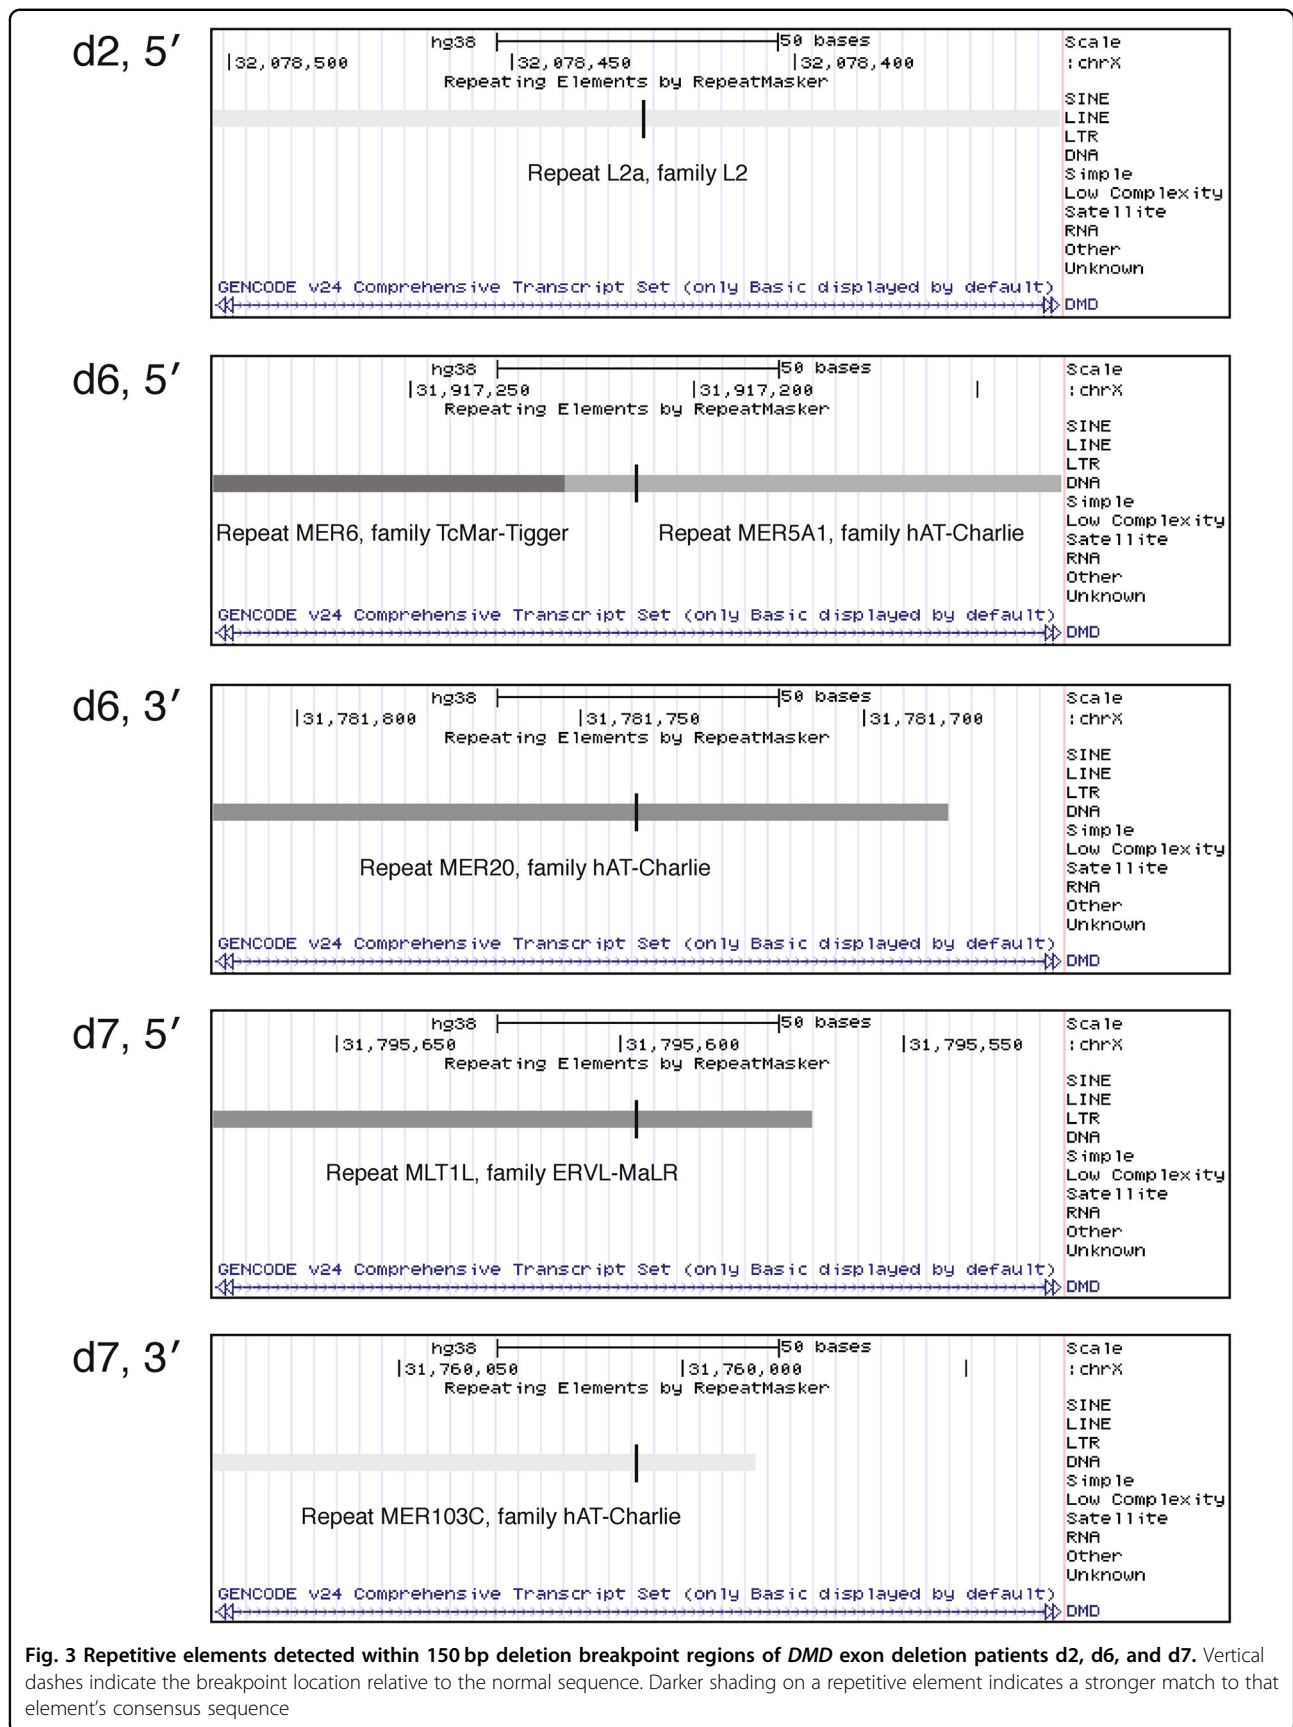 d2, 5′
hg38 50 bases Scale
|32,078,500 |32,078,450 |32,078,400 :chrX
Repeating Elements by RepeatMasker
SINE
LINE
LTR
DNA
Repeat L2a, family L2
Simple
Low Complexity
Satellite
RNA
Other
Unknown
GENCODE v24 Comprehensive Transcript Set (only Basic displayed by default)
DMD
d6, 5′
hg38 50 bases Scale
|31,917,250 |31,917,200 | :chrX
Repeating Elements by RepeatMasker
SINE
LINE
LTR
DNA
Simple
Low Complexity
Repeat MER6, family TcMar-Tigger Repeat MER5A1, family hAT-Charlie
Satellite
RNA
Other
Unknown
GENCODE v24 Comprehensive Transcript Set (only Basic displayed by default)
DMD
d6, 3′
hg38 50 bases Scale
|31,781,800 |31,781,750 |31,781,700 :chrX
Repeating Elements by RepeatMasker
SINE
LINE
LTR
DNA
Simple
Low Complexity
Repeat MER20, family hAT-Charlie
Satellite
RNA
Other
Unknown
GENCODE v24 Comprehensive Transcript Set (only Basic displayed by default)
DMD
d7, 5′
hg38 50 bases Scale
|31,795,650 |31,795,600 |31,795,550 :chrX
Repeating Elements by RepeatMasker
SINE
LINE
LTR
DNA
Simple
Repeat MLT1L, family ERVL-MaLR
Low Complexity
Satellite
RNA
Other
Unknown
GENCODE v24 Comprehensive Transcript Set (only Basic displayed by default)
DMD
d7, 3′
hg38 50 bases Scale
|31,760,050 |31,760,000 | :chrX
Repeating Elements by RepeatMasker
SINE
LINE
LTR
DNA
Simple
Low Complexity
Repeat MER103C, family hAT-Charlie
Satellite
RNA
Other
Unknown
GENCODE v24 Comprehensive Transcript Set (only Basic displayed by default)
DMD
Fig. 3 Repetitive elements detected within 150 bp deletion breakpoint regions of DMD exon deletion patients d2, d6, and d7. Vertical
dashes indicate the breakpoint location relative to the normal sequence. Darker shading on a repetitive element indicates a stronger match to that
element's consensus sequence